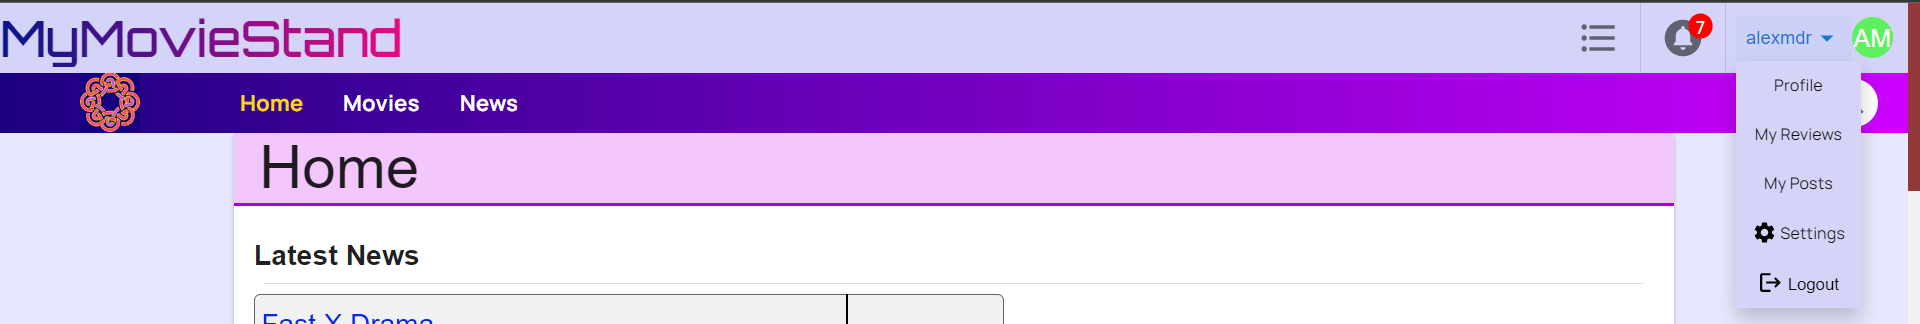 MyMovieStand
7
alexmdr
AM
Home
Movies
News
Profile
My Reviews
My Posts
Settings
Logout
Home
Latest News
Fast X Drama